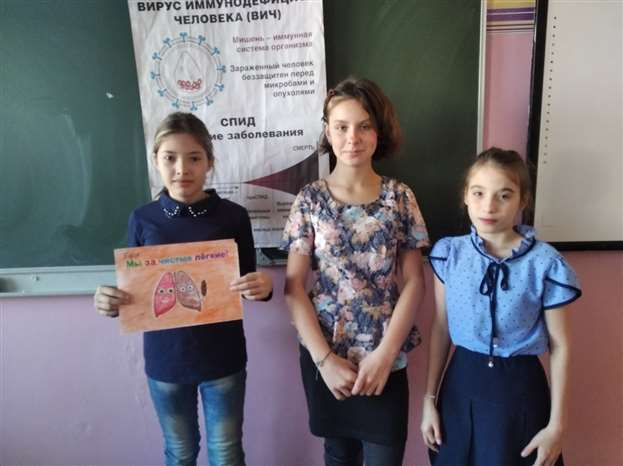 ВИРУС ИММУНОДЕФИЦИ
ЧЕЛОВЕКА (ВИЧ)
Мишень – иммунная
система организма
Зараженный человек
беззащитен перед
микробами и
опухолями
СПИД
ие заболевания
СМЕРТЬ
Мы за чистые лёгкие!